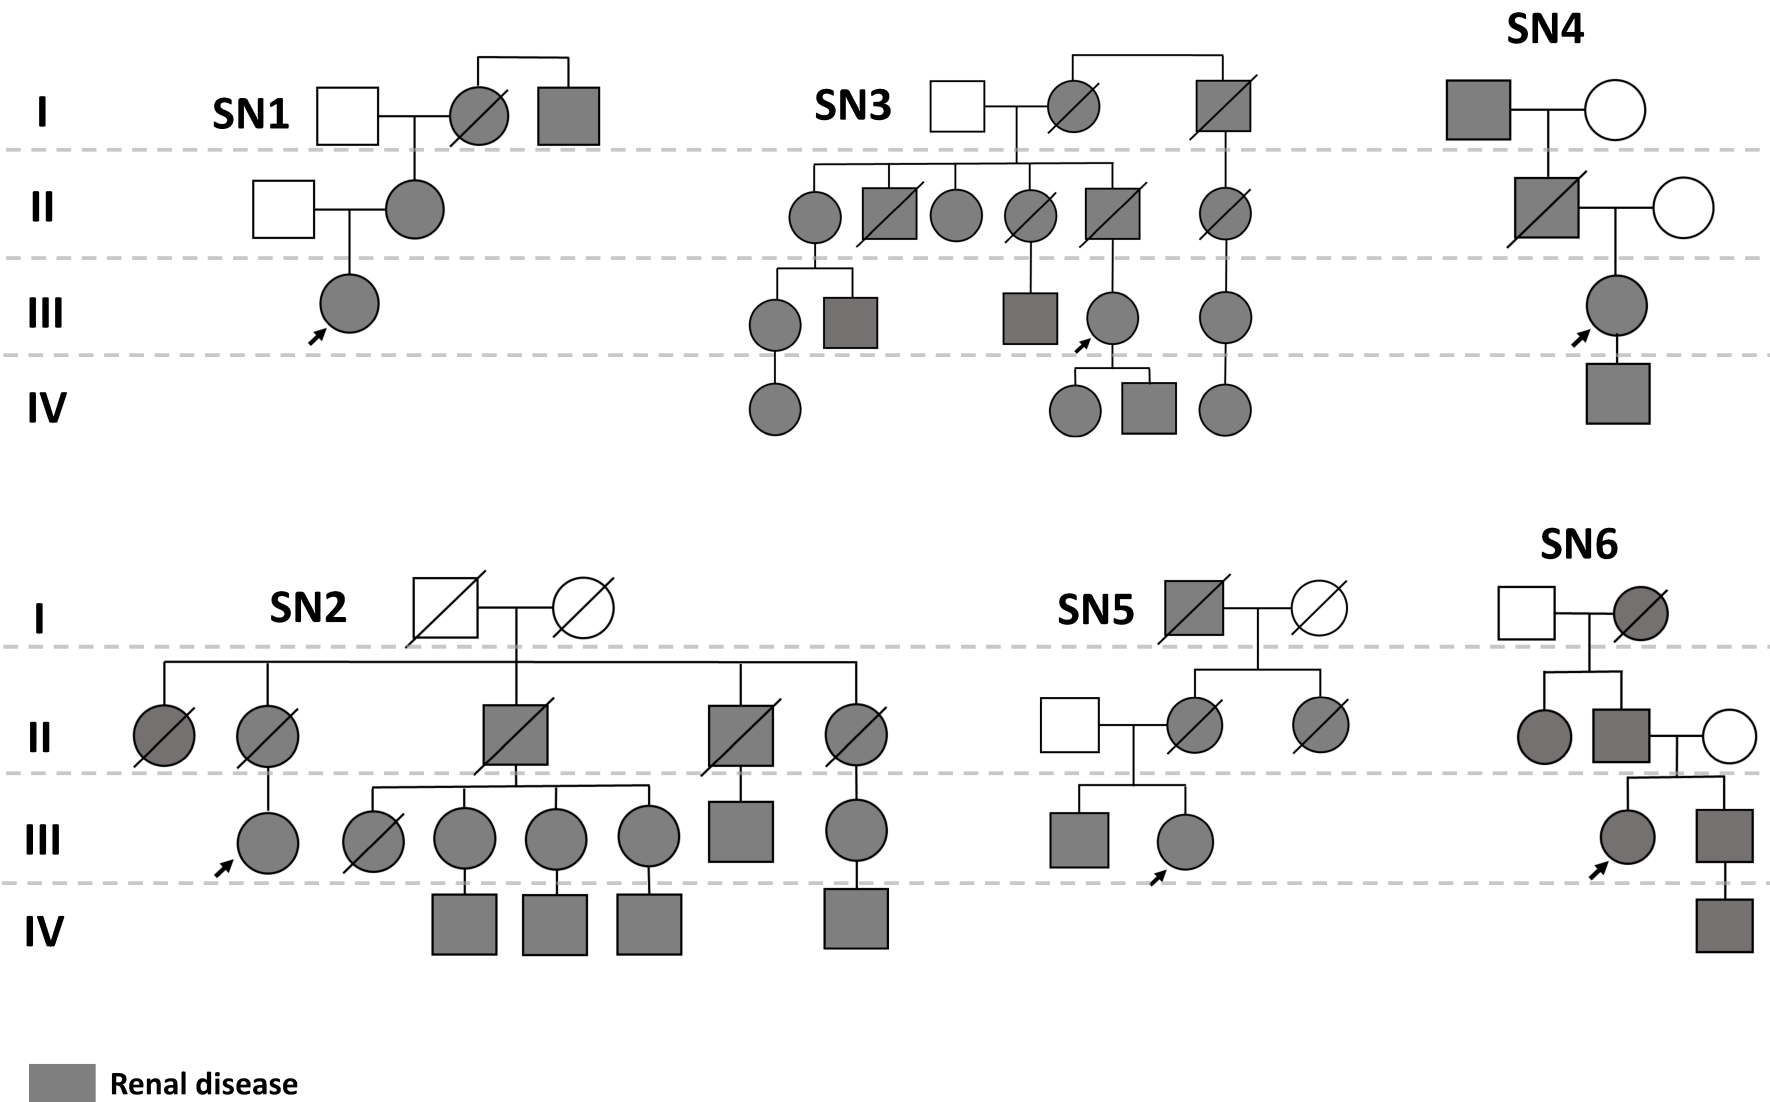 SN4
I
SN1
SN3
II
III
IV
SN6
I
SN2
SN5
II
III
IV
Renal disease